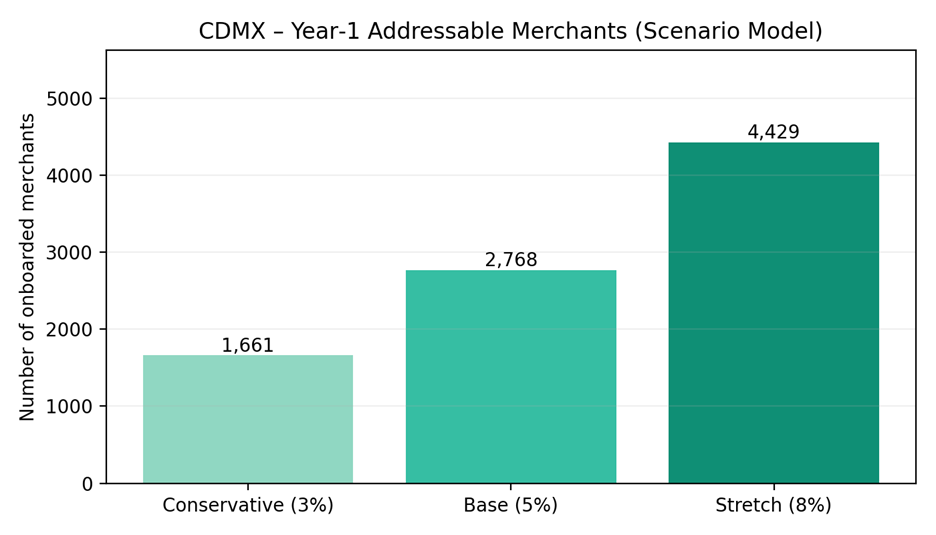 CDMX – Year-1 Addressable Merchants (Scenario Model)
Number of onboarded merchants
5000
4000
3000
2000
1000
0
1,661
2,768
4,429
Conservative (3%)
Base (5%)
Stretch (8%)